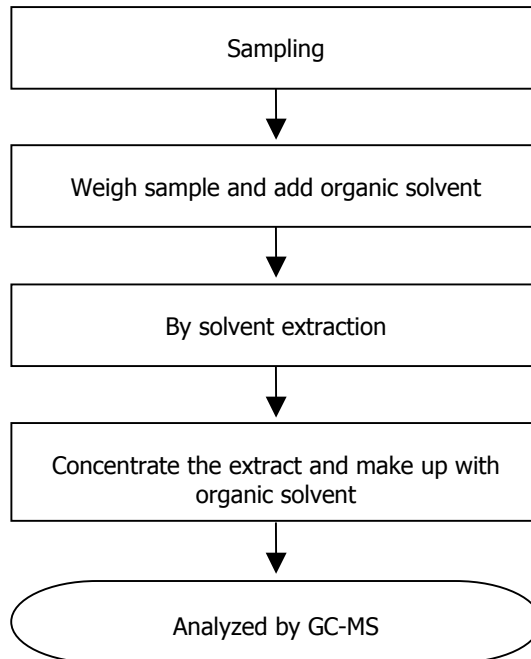 Sampling
Weigh sample and add organic solvent
By solvent extraction
Concentrate the extract and make up with
organic solvent
Analyzed by GC-MS